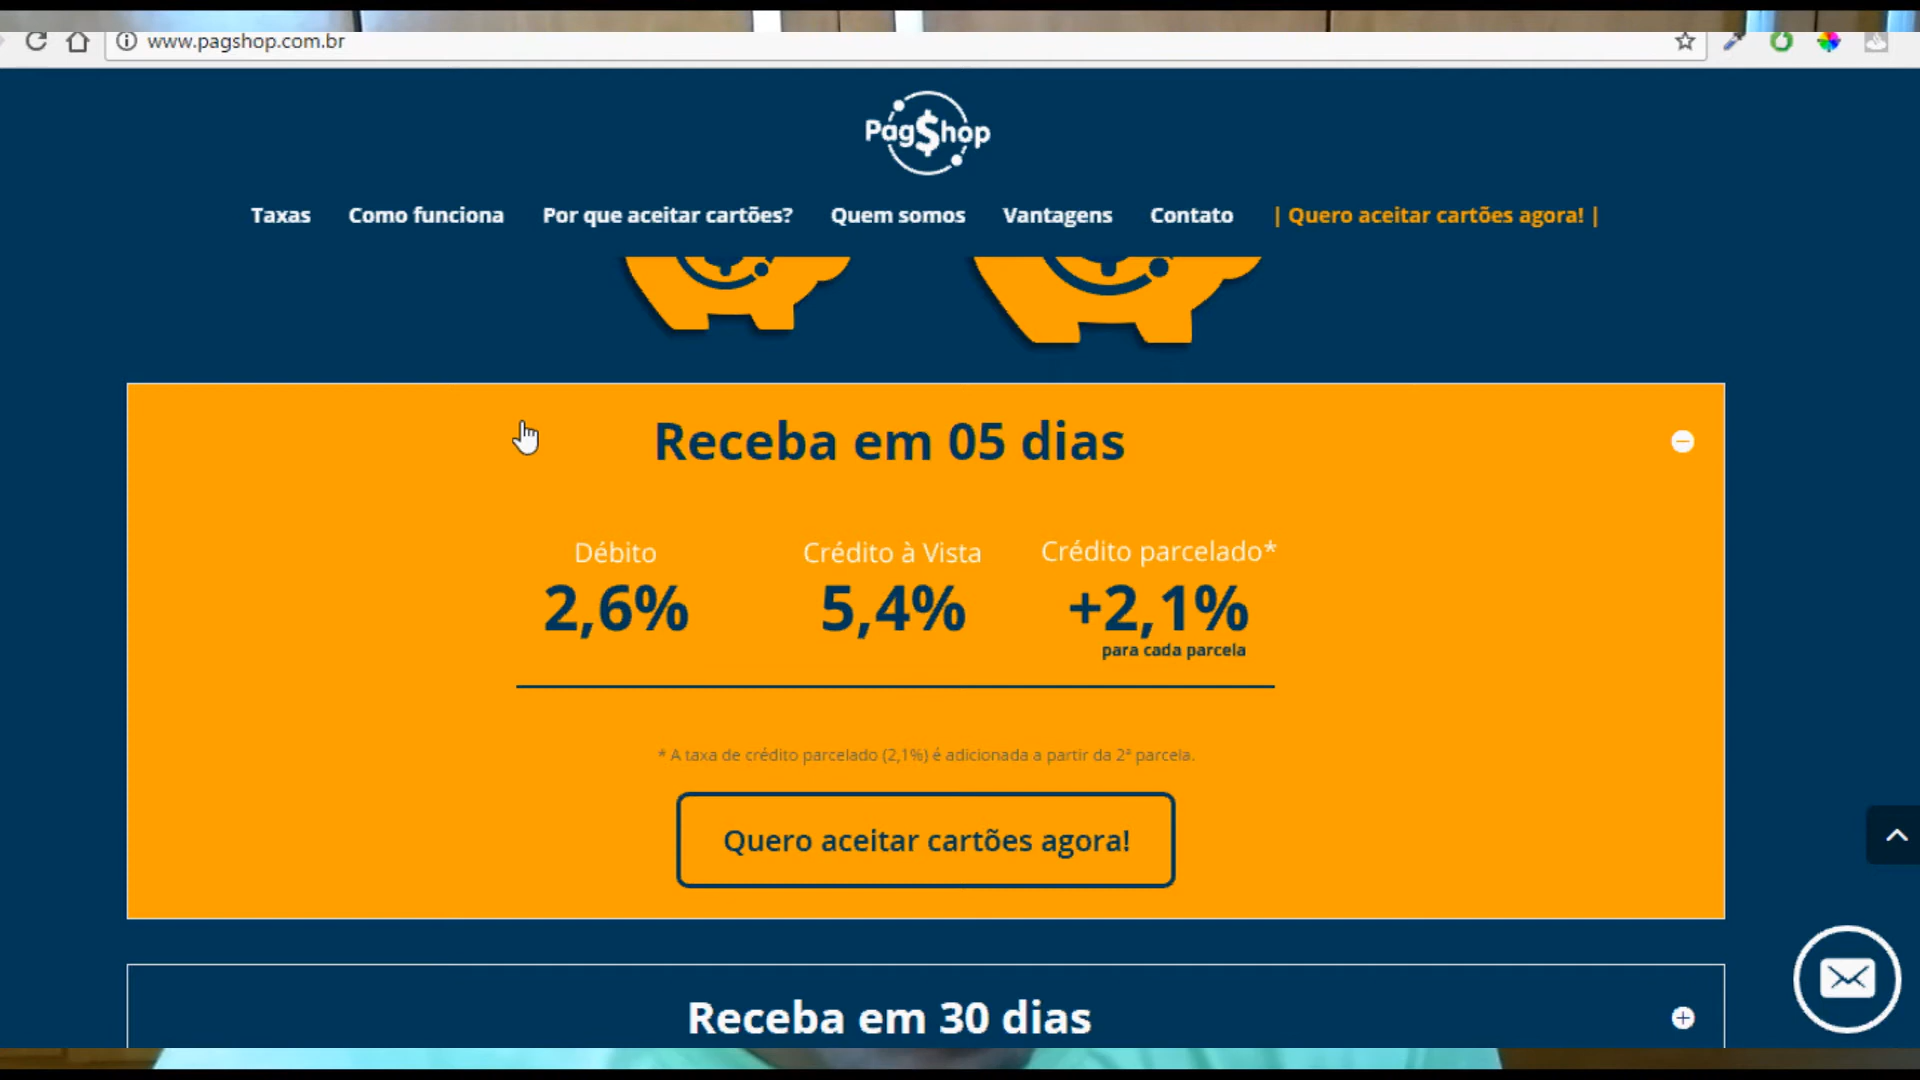 www.pagshop.com.br
Pag$hop
Taxas Como funciona Por que aceitar cartões? Quem somos Vantagens Contato | Quero aceitar cartões agora! |
Receba em 05 dias
Débito Crédito à Vista Crédito parcelado*
2,6% 5,4% +2,1%
para cada parcela
* A taxa de crédito parcelado (2,1%) é adicionada a partir da 2ª parcela.
Quero aceitar cartões agora!
Receba em 30 dias